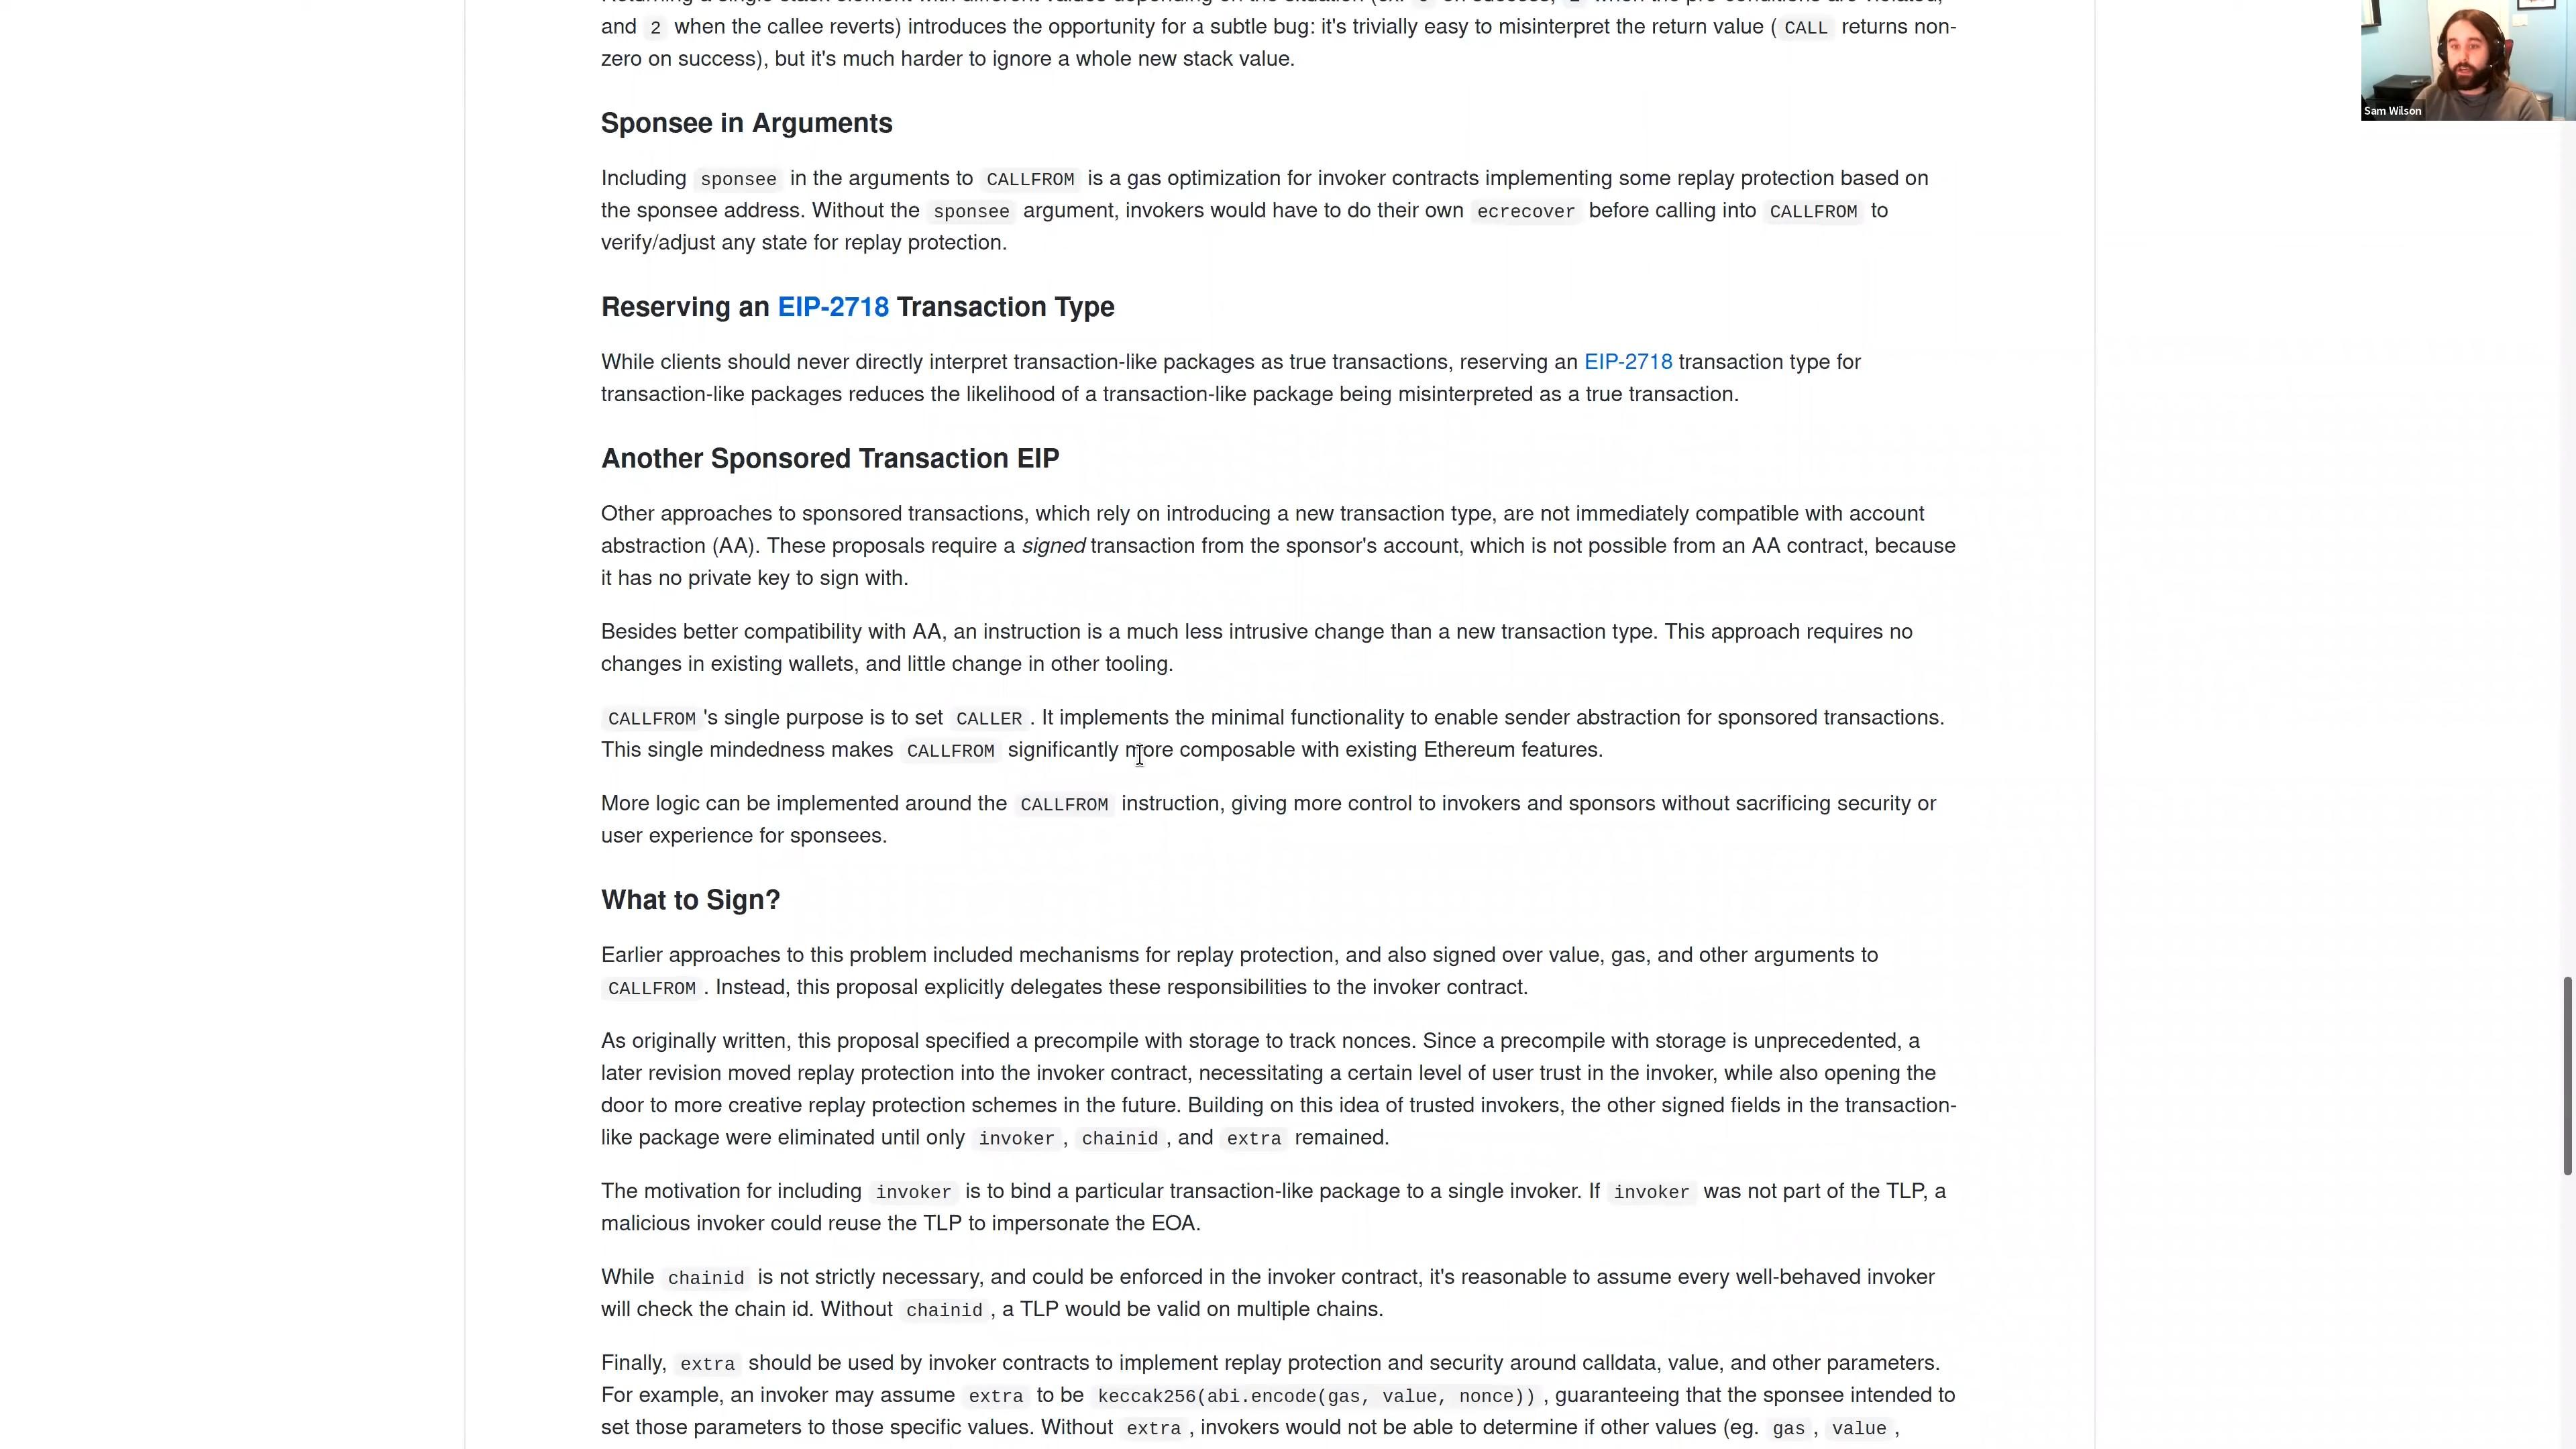 and 2 when the callee reverts) introduces the opportunity for a subtle bug: it's trivially easy to misinterpret the return value ( CALL returns non-
zero on success), but it's much harder to ignore a whole new stack value.
Sam Wilson
Sponsee in Arguments
Including sponsee in the arguments to CALLFROM is a gas optimization for invoker contracts implementing some replay protection based on
the sponsee address. Without the sponsee argument, invokers would have to do their own ecrecover before calling into CALLFROM to
verify/adjust any state for replay protection.
Reserving an EIP-2718 Transaction Type
While clients should never directly interpret transaction-like packages as true transactions, reserving an EIP-2718 transaction type for
transaction-like packages reduces the likelihood of a transaction-like package being misinterpreted as a true transaction.
Another Sponsored Transaction EIP
Other approaches to sponsored transactions, which rely on introducing a new transaction type, are not immediately compatible with account
abstraction (AA). These proposals require a signed transaction from the sponsor's account, which is not possible from an AA contract, because
it has no private key to sign with.
Besides better compatibility with AA, an instruction is a much less intrusive change than a new transaction type. This approach requires no
changes in existing wallets, and little change in other tooling.
CALLFROM 's single purpose is to set CALLER . It implements the minimal functionality to enable sender abstraction for sponsored transactions.
This single mindedness makes CALLFROM significantly more composable with existing Ethereum features.
More logic can be implemented around the CALLFROM instruction, giving more control to invokers and sponsors without sacrificing security or
user experience for sponsees.
What to Sign?
Earlier approaches to this problem included mechanisms for replay protection, and also signed over value, gas, and other arguments to
CALLFROM . Instead, this proposal explicitly delegates these responsibilities to the invoker contract.
As originally written, this proposal specified a precompile with storage to track nonces. Since a precompile with storage is unprecedented, a
later revision moved replay protection into the invoker contract, necessitating a certain level of user trust in the invoker, while also opening the
door to more creative replay protection schemes in the future. Building on this idea of trusted invokers, the other signed fields in the transaction-
like package were eliminated until only invoker , chainid , and extra remained.
The motivation for including invoker is to bind a particular transaction-like package to a single invoker. If invoker was not part of the TLP, a
malicious invoker could reuse the TLP to impersonate the EOA.
While chainid is not strictly necessary, and could be enforced in the invoker contract, it's reasonable to assume every well-behaved invoker
will check the chain id. Without chainid , a TLP would be valid on multiple chains.
Finally, extra should be used by invoker contracts to implement replay protection and security around calldata, value, and other parameters.
For example, an invoker may assume extra to be keccak256(abi.encode(gas, value, nonce)) , guaranteeing that the sponsee intended to
set those parameters to those specific values. Without extra , invokers would not be able to determine if other values (eg. gas , value ,